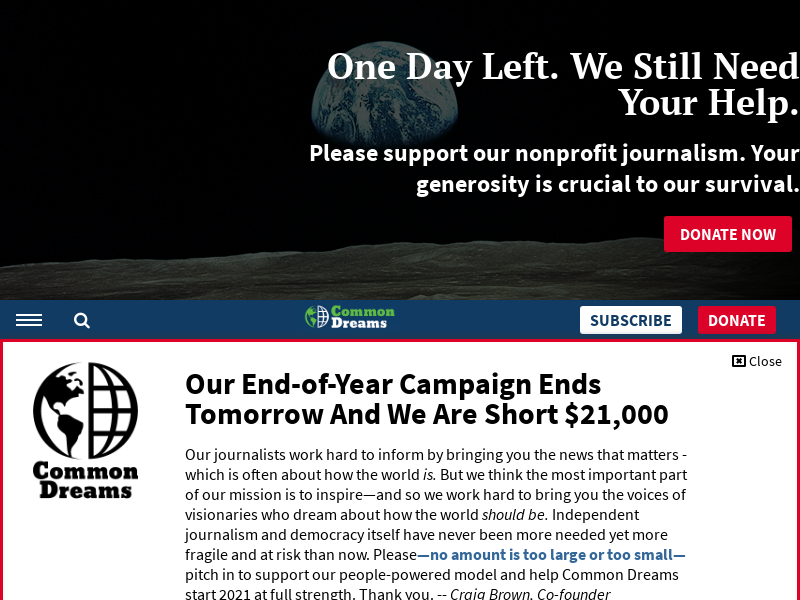 One Day Left. We Still Need
Your Help.
Please support our nonprofit journalism. Your
generosity is crucial to our survival.
DONATE NOW
Common
Dreams
SUBSCRIBE
DONATE
Close
Common
Dreams
Our End-of-Year Campaign Ends
Tomorrow And We Are Short $21,000
Our journalists work hard to inform by bringing you the news that matters -
which is often about how the world is. But we think the most important part
of our mission is to inspire—and so we work hard to bring you the voices of
visionaries who dream about how the world should be. Independent
journalism and democracy itself have never been more needed yet more
fragile and at risk than now. Please—no amount is too large or too small—
pitch in to support our people-powered model and help Common Dreams
start 2021 at full strength. Thank you. -- Craig Brown, Co-founder